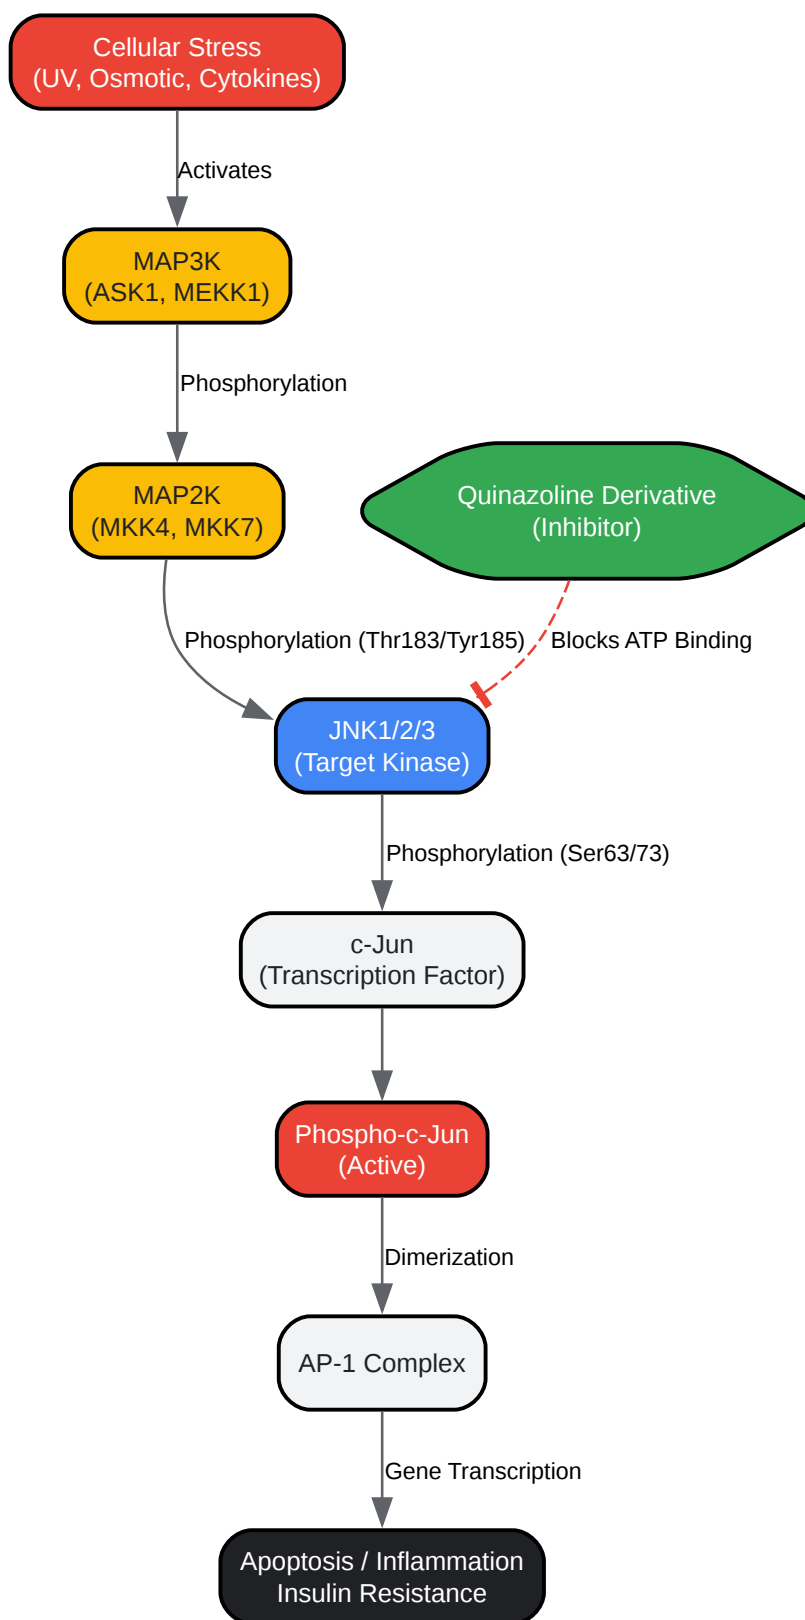 Cellular Stress
(UV, Osmotic, Cytokines)
Activates
MAP3K
(ASK1, MEKK1)
Phosphorylation
MAP2K
(MKK4, MKK7)
Quinazoline Derivative
(Inhibitor)
Phosphorylation (Thr183/Tyr185)
Blocks ATP Binding
JNK1/2/3
(Target Kinase)
Phosphorylation (Ser63/73)
c-Jun
(Transcription Factor)
Phospho-c-Jun
(Active)
Dimerization
AP-1 Complex
Gene Transcription
Apoptosis / Inflammation
Insulin Resistance